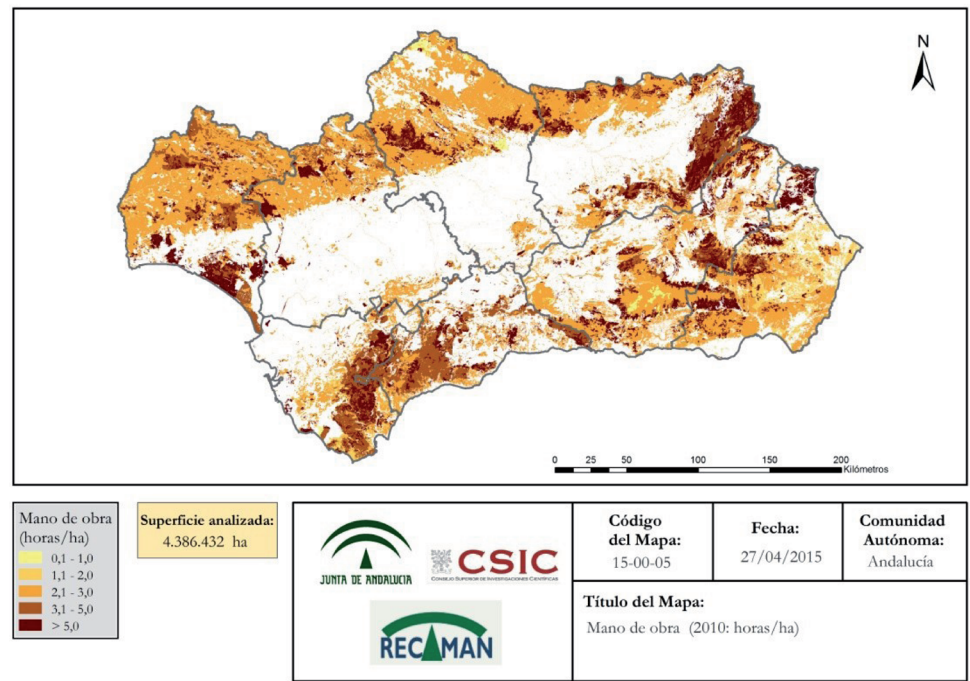 N
0 25 50 100 150 200
Kilómetros
Mano de obra
(horas/ha)
0,1 - 1,0
1,1 - 2,0
2,1 - 3,0
3,1 - 5,0
> 5,0
Superficie analizada:
4.386.432 ha
JUNTA DE ANDALUCIA
CSIC
CONSEJO SUPERIOR DE INVESTIGACIONES CIENTÍFICAS
RECAMAN
Código
del Mapa:
15-00-05
Fecha:
27/04/2015
Comunidad
Autónoma:
Andalucía
Título del Mapa:
Mano de obra (2010: horas/ha)